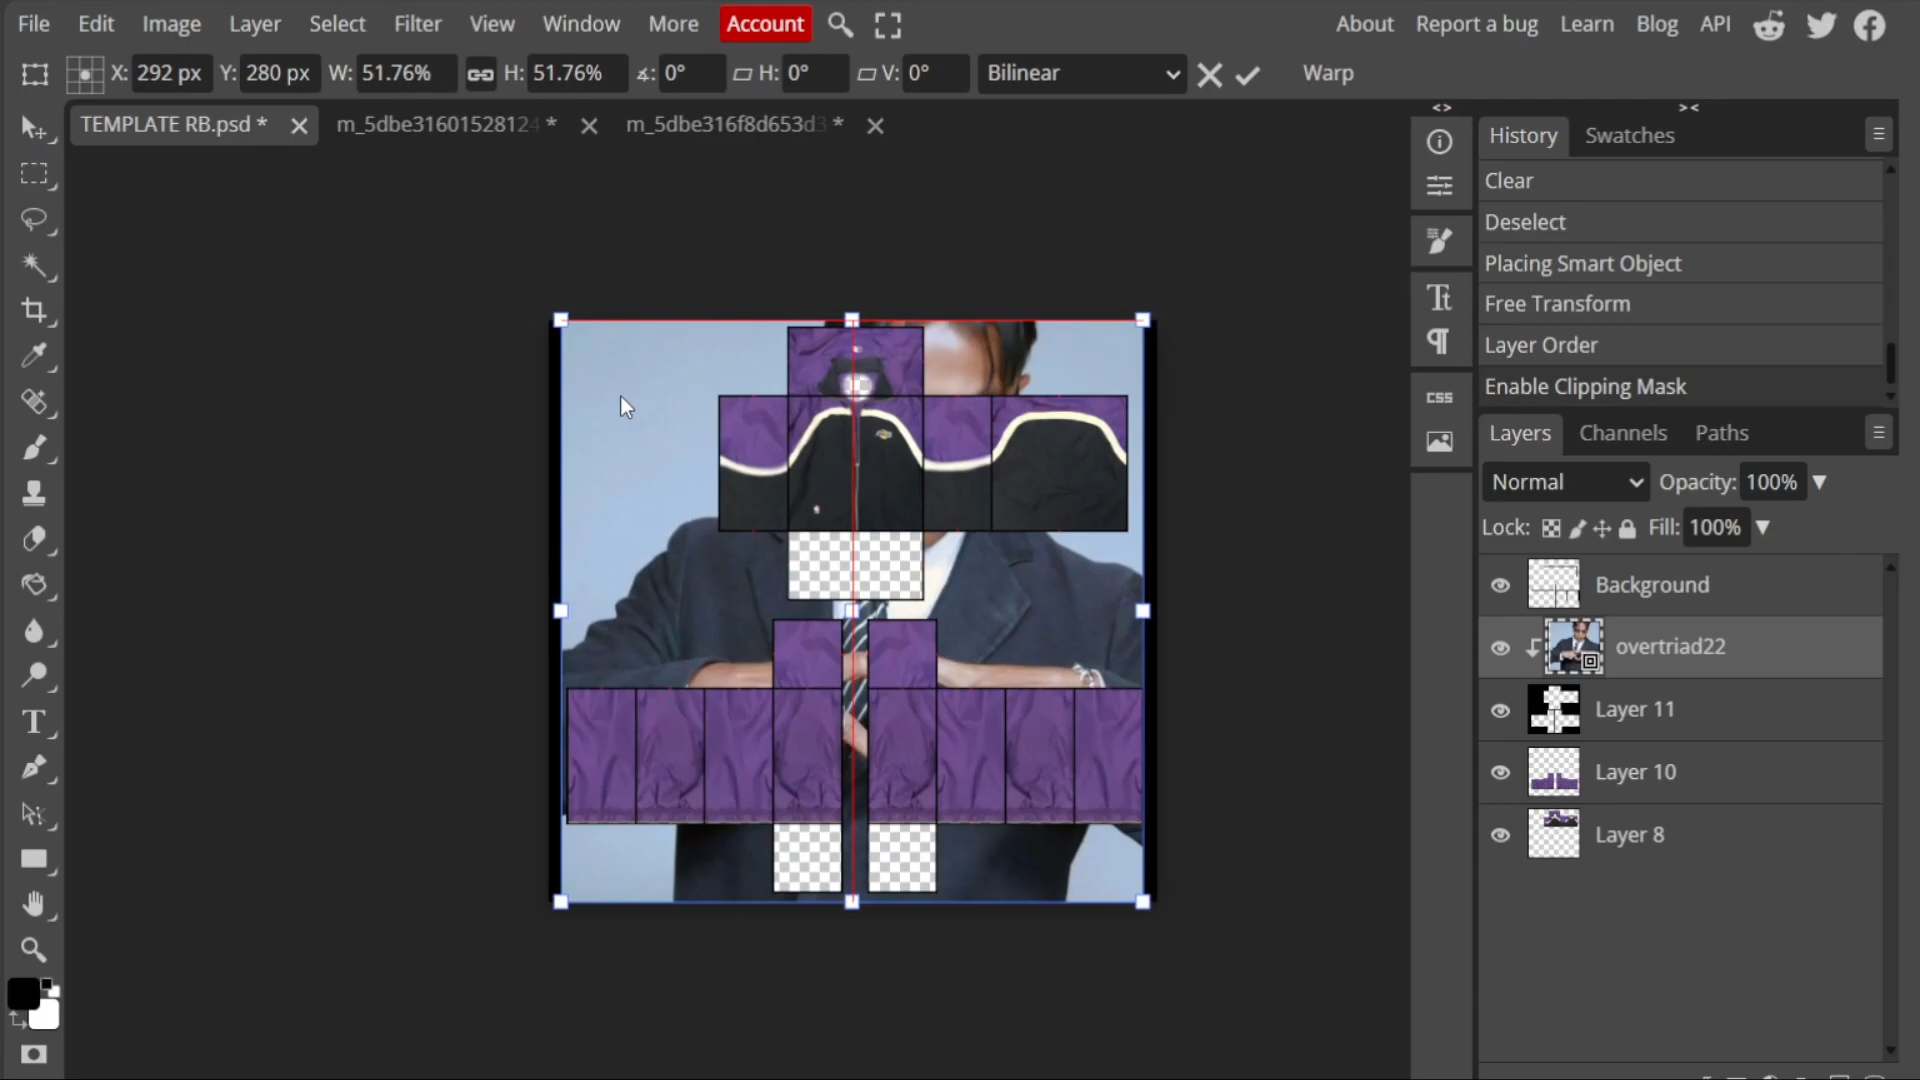 File Edit Image Layer Select Filter View Window More Account About Report a bug Learn Blog API
X: 292 px Y: 280 px W: 51.76% H: 51.76% ∡: 0° H: 0° V: 0° Bilinear Warp
TEMPLATE RB.psd * m_5dbe31601528124 * m_5dbe316f8d653d3 *
<> ><
History Swatches
Clear
Deselect
Placing Smart Object
Free Transform
Layer Order
Enable Clipping Mask
Layers Channels Paths
CSS
Normal Opacity: 100%
Lock: Fill: 100%
Background
overtriad22
Layer 11
Layer 10
Layer 8